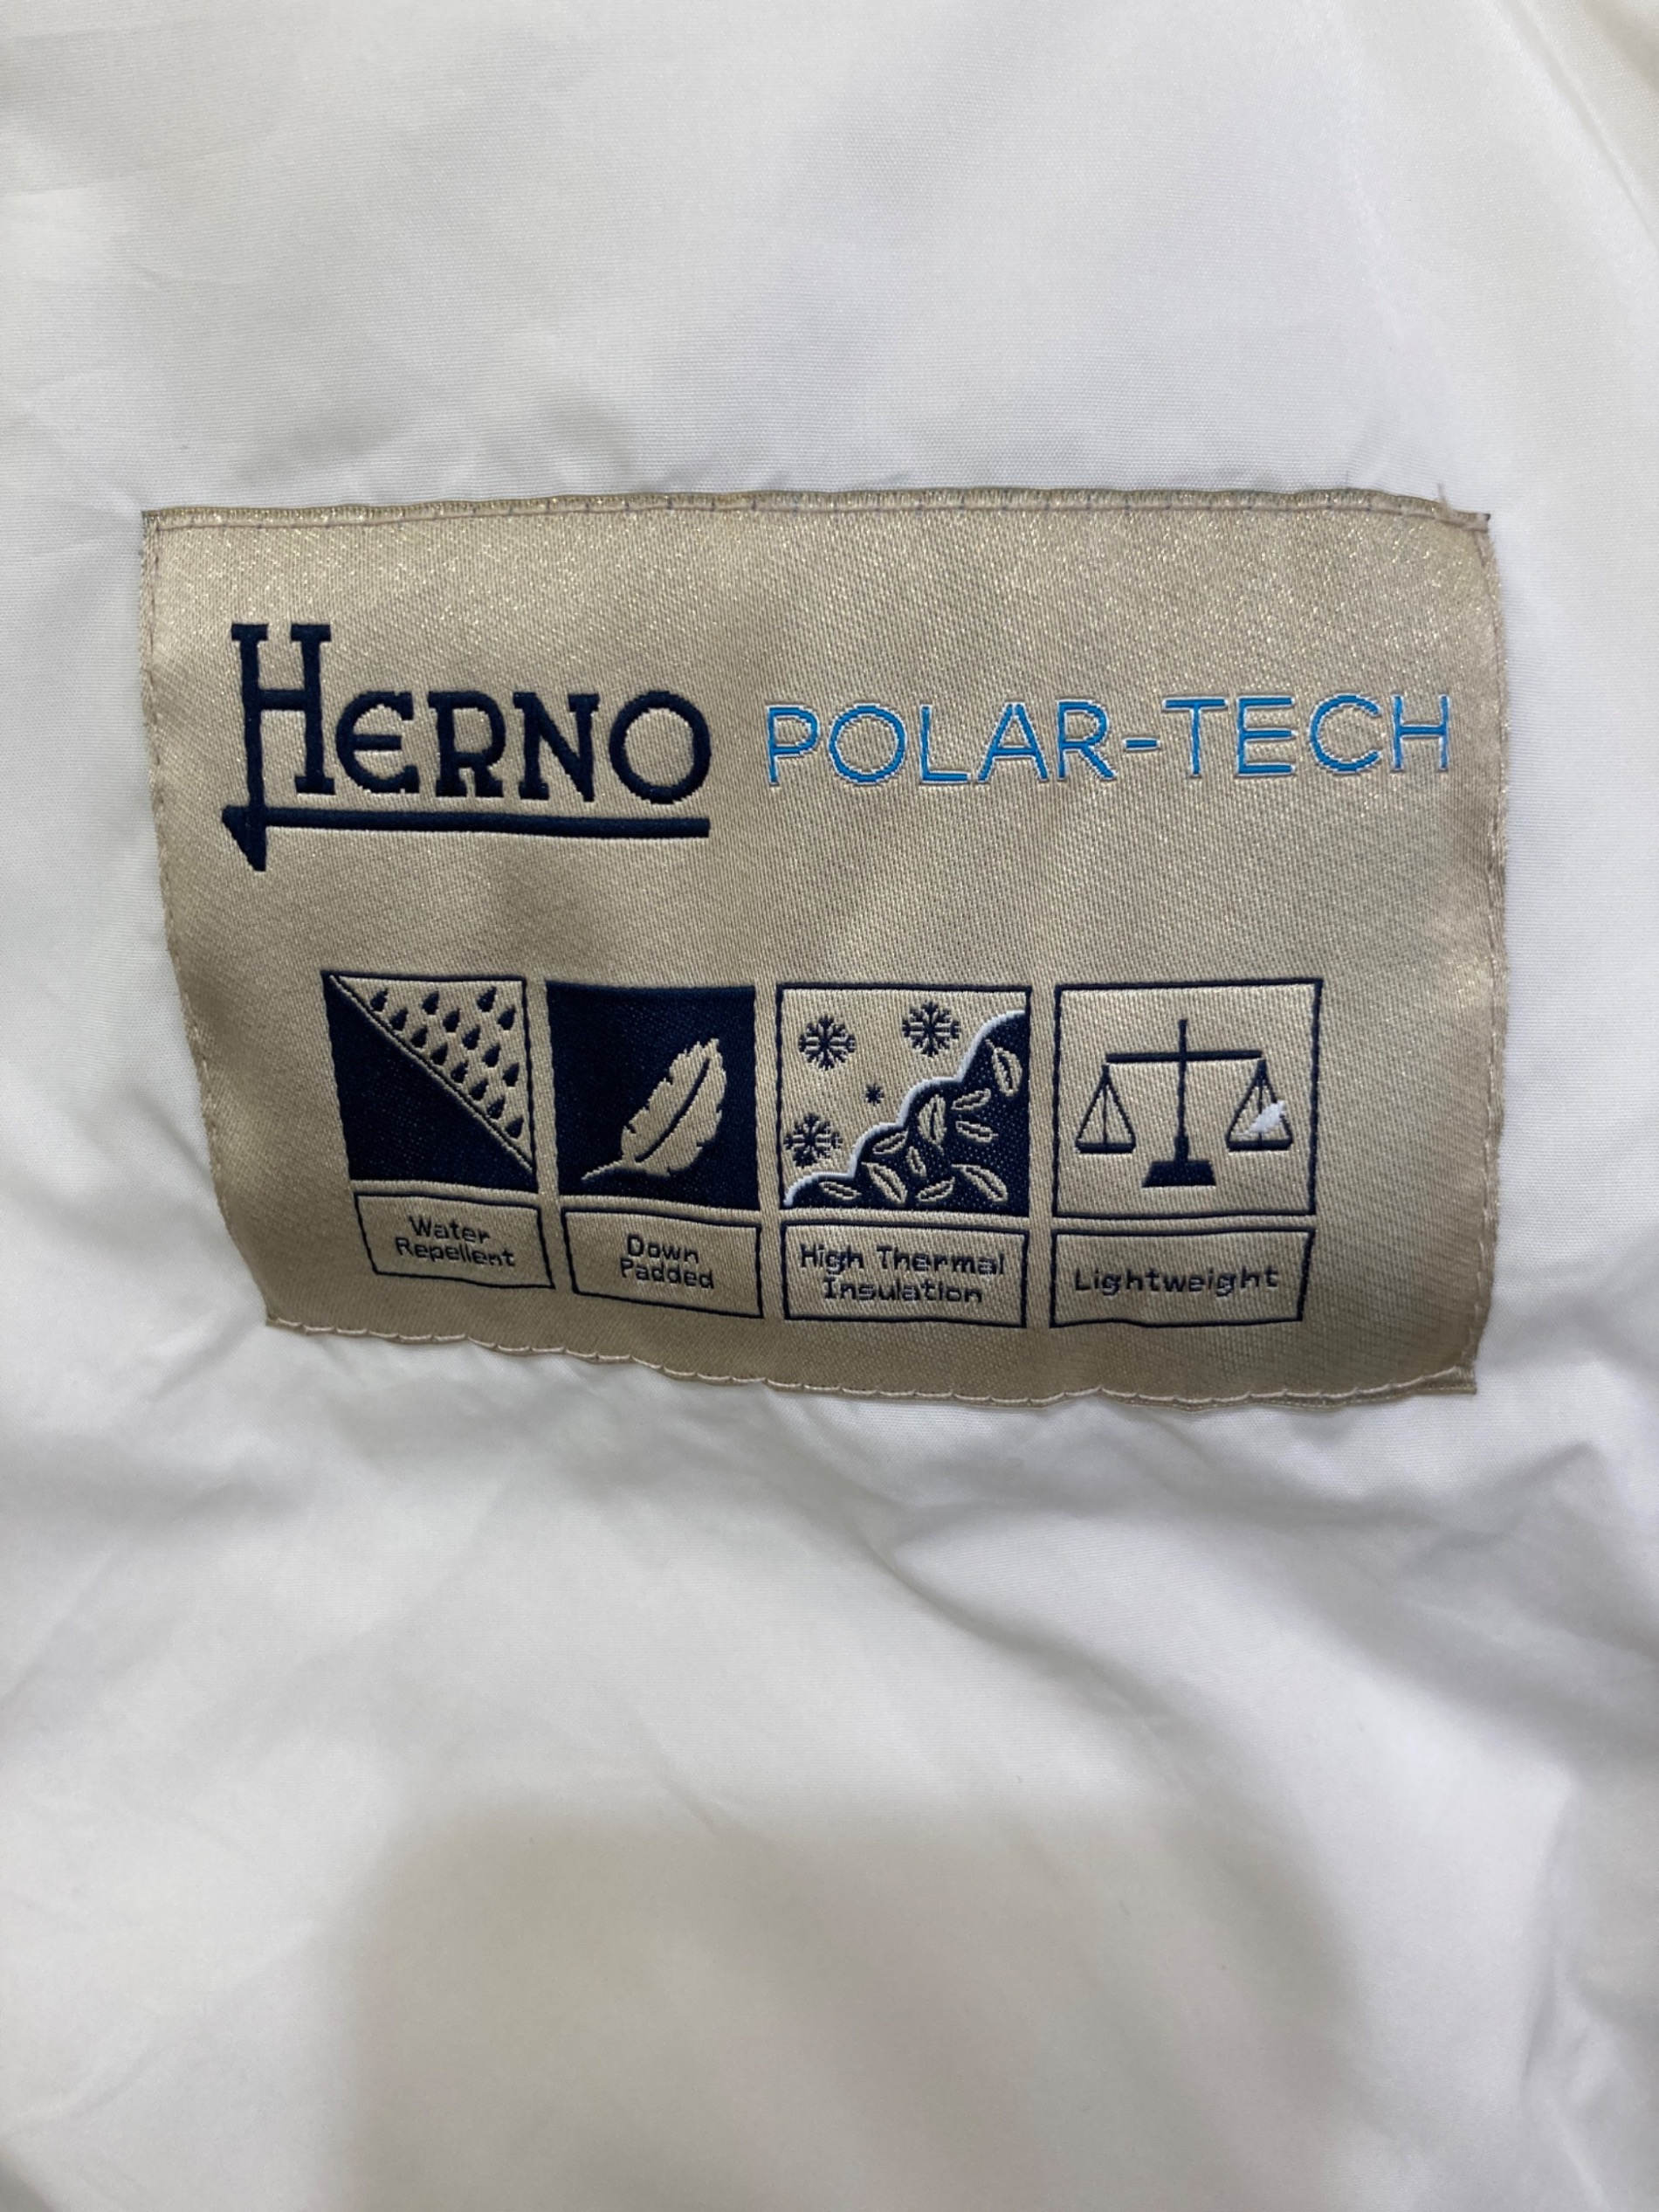 HERNO POLAR-TECH
Water
Repellent
Down
Padded
High Thermal
Insulation
Lightweight